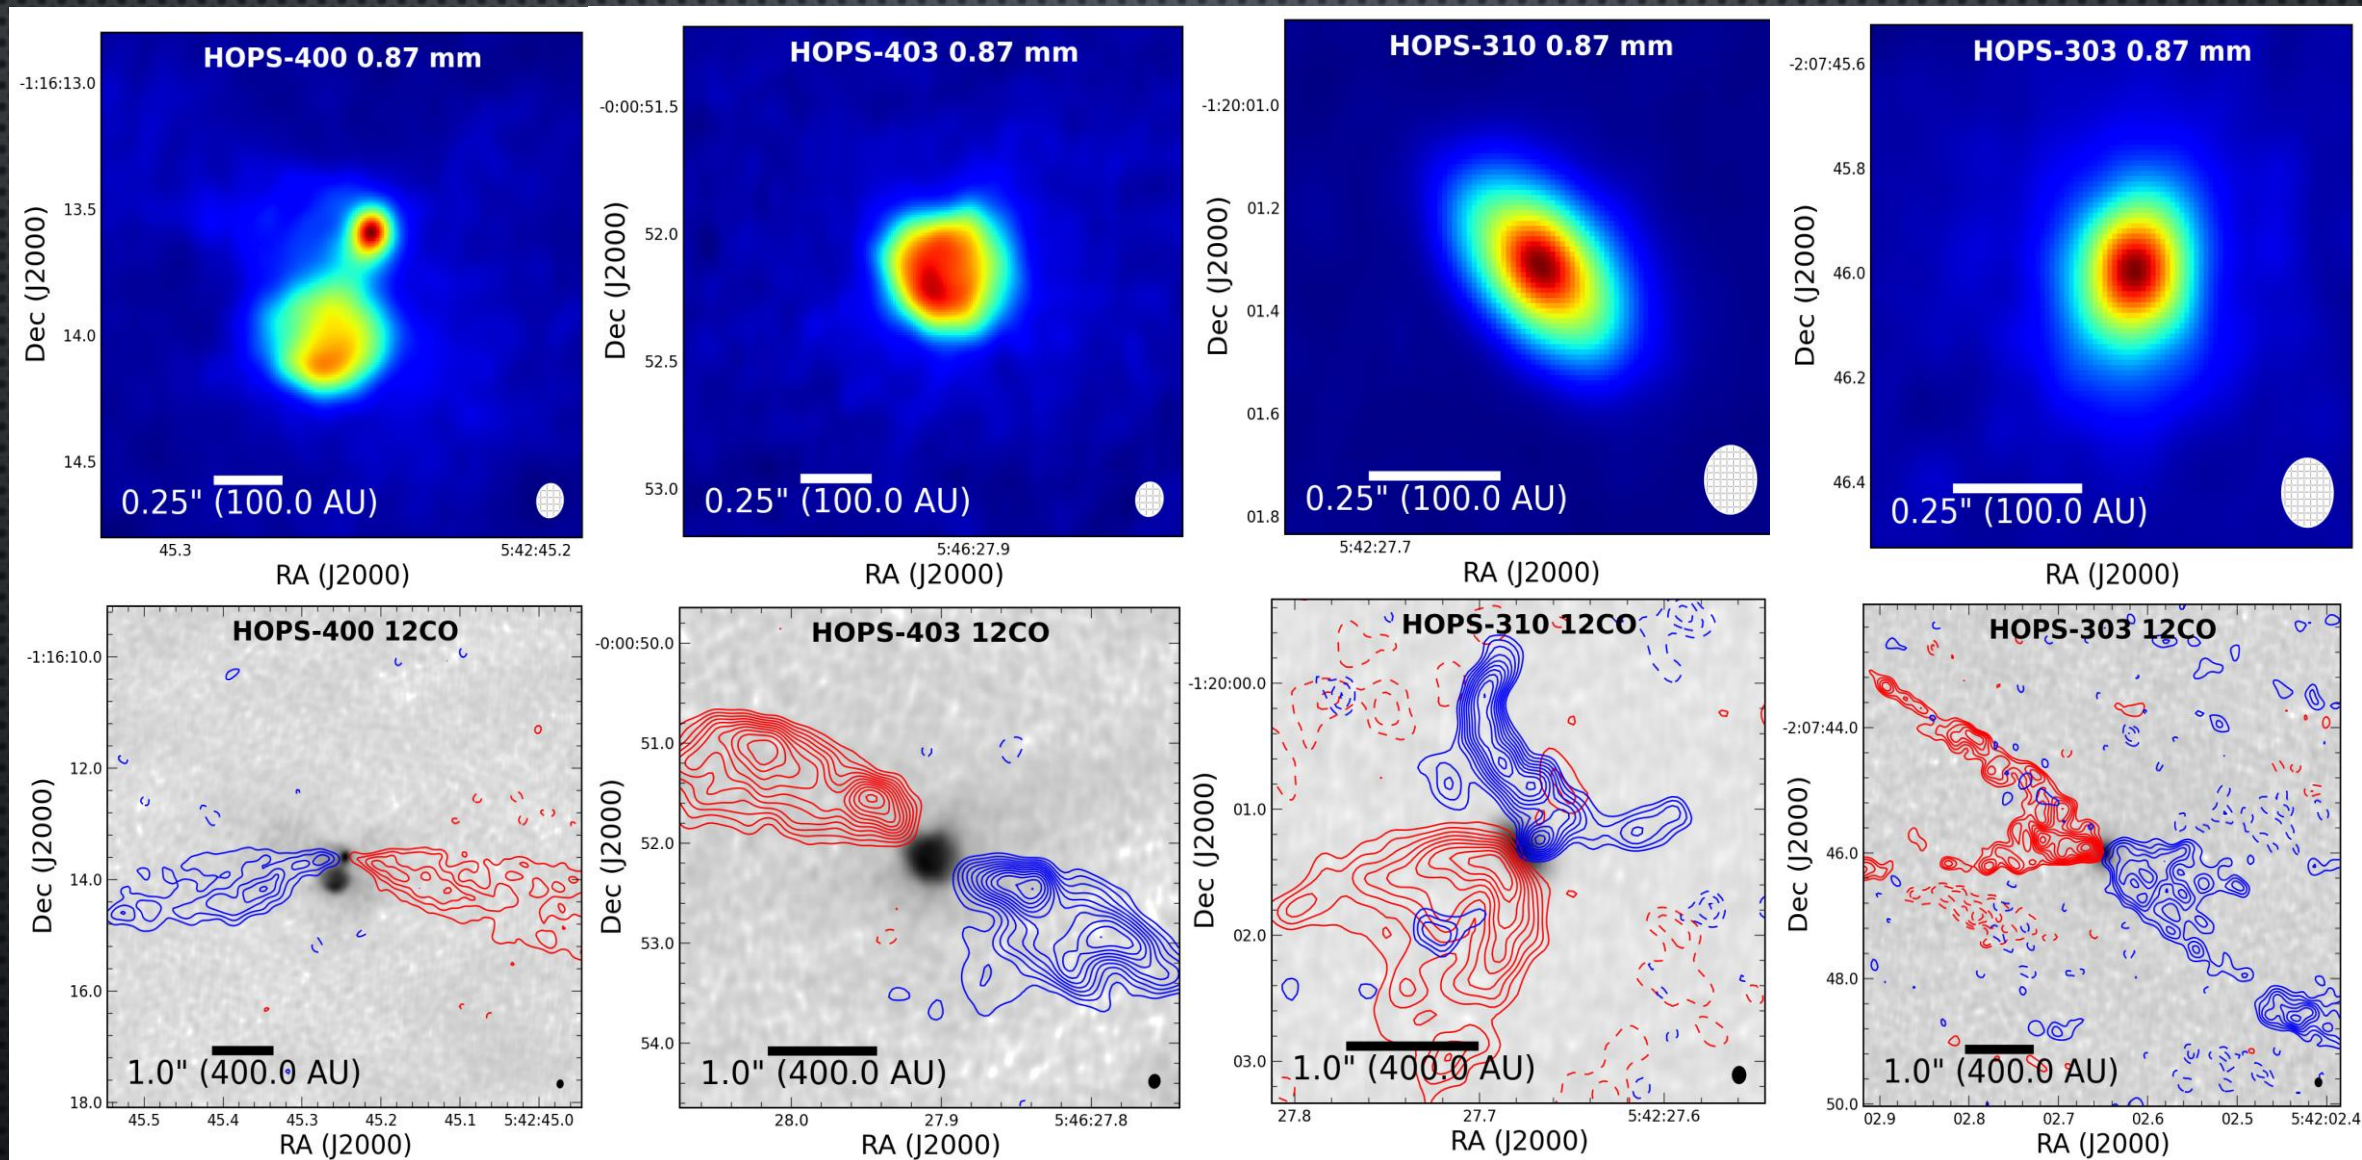 HOPS-400 0.87 mm
-1:16:13.0
13.5
14.0
14.5
Dec (J2000)
0.25" (100.0 AU)
45.3
5:42:45.2
RA (J2000)
HOPS-403 0.87 mm
-0:00:51.5
52.0
52.5
53.0
Dec (J2000)
0.25" (100.0 AU)
5:46:27.9
RA (J2000)
HOPS-310 0.87 mm
-1:20:01.0
01.2
01.4
01.6
01.8
Dec (J2000)
0.25" (100.0 AU)
5:42:27.7
RA (J2000)
HOPS-303 0.87 mm
-2:07:45.6
45.8
46.0
46.2
46.4
Dec (J2000)
0.25" (100.0 AU)
RA (J2000)
HOPS-400 12CO
-1:16:10.0
12.0
14.0
16.0
18.0
Dec (J2000)
1.0" (400.0 AU)
45.5
45.4
45.3
45.2
45.1
5:42:45.0
RA (J2000)
HOPS-403 12CO
-0:00:50.0
51.0
52.0
53.0
54.0
Dec (J2000)
1.0" (400.0 AU)
28.0
27.9
5:46:27.8
RA (J2000)
HOPS-310 12CO
-1:20:00.0
01.0
02.0
03.0
Dec (J2000)
1.0" (400.0 AU)
27.8
27.7
5:42:27.6
RA (J2000)
HOPS-303 12CO
-2:07:44.0
46.0
48.0
50.0
Dec (J2000)
1.0" (400.0 AU)
02.9
02.8
02.7
02.6
02.5
5:42:02.4
RA (J2000)